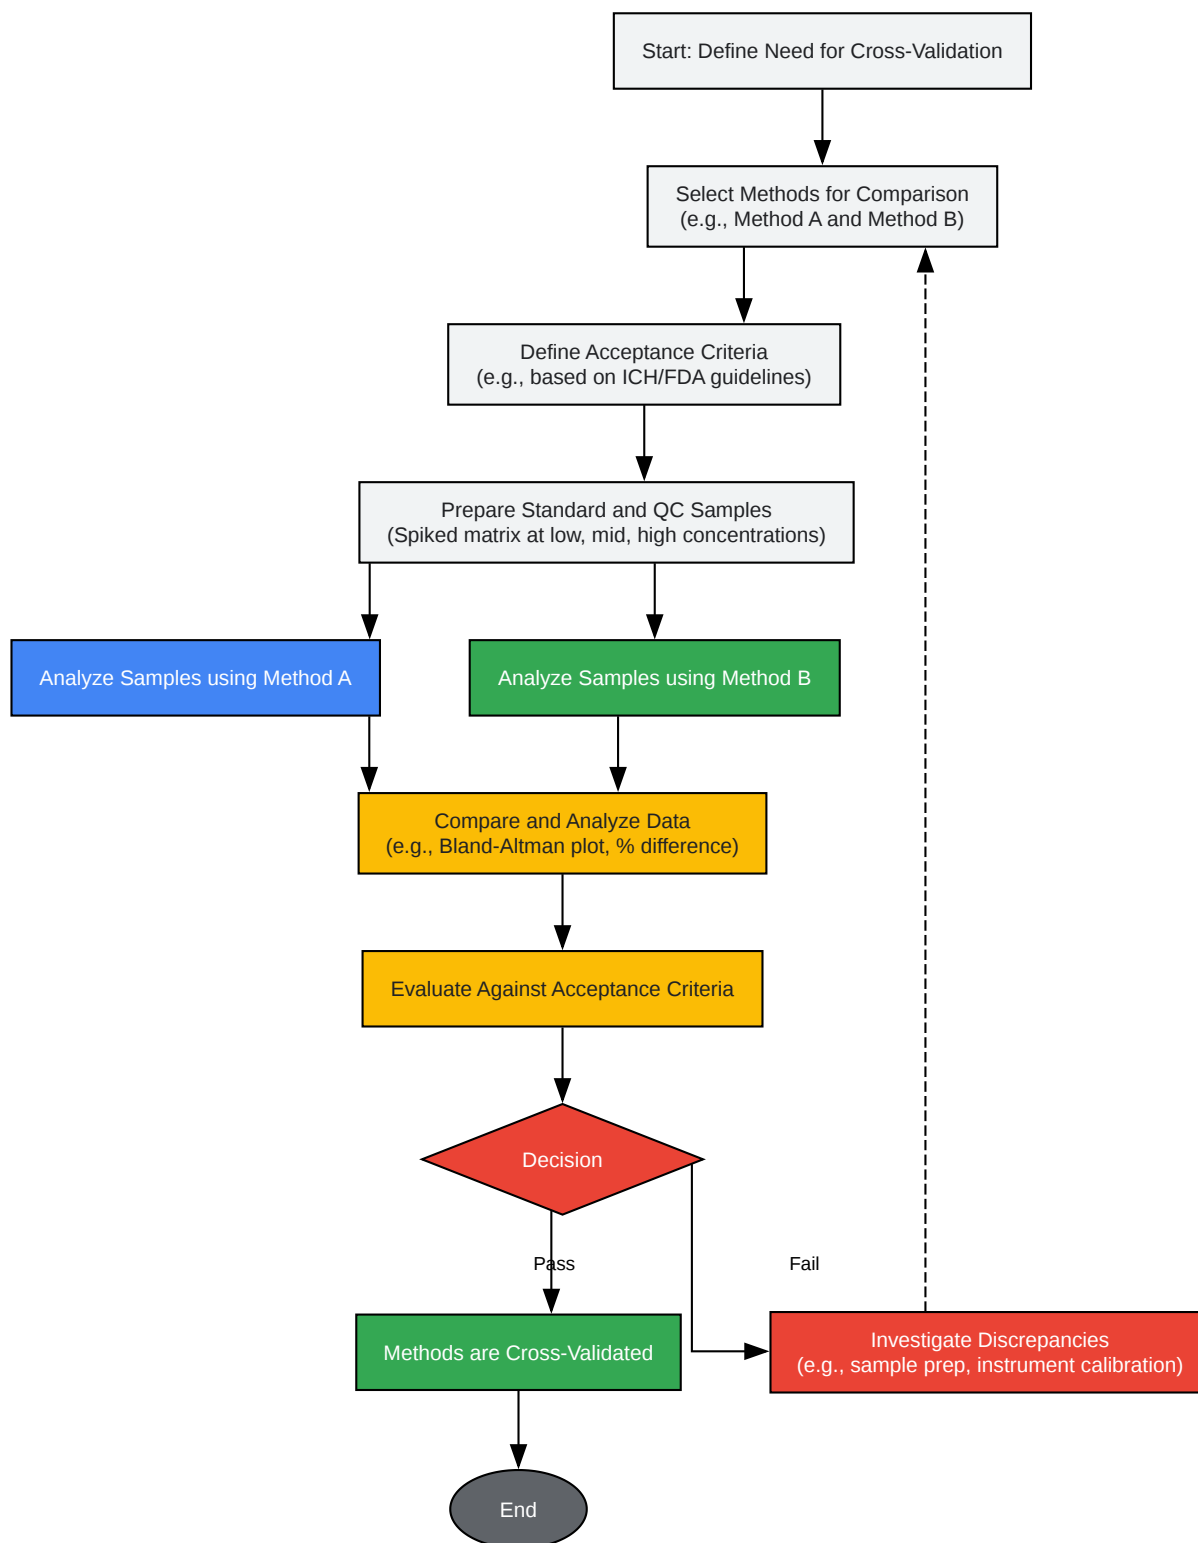 Start: Define Need for Cross-Validation
Select Methods for Comparison
(e.g., Method A and Method B)
Define Acceptance Criteria
(e.g., based on ICH/FDA guidelines)
Prepare Standard and QC Samples
(Spiked matrix at low, mid, high concentrations)
Analyze Samples using Method A
Analyze Samples using Method B
Compare and Analyze Data
(e.g., Bland-Altman plot, % difference)
Evaluate Against Acceptance Criteria
Decision
Pass
Fail
Methods are Cross-Validated
Investigate Discrepancies
(e.g., sample prep, instrument calibration)
End